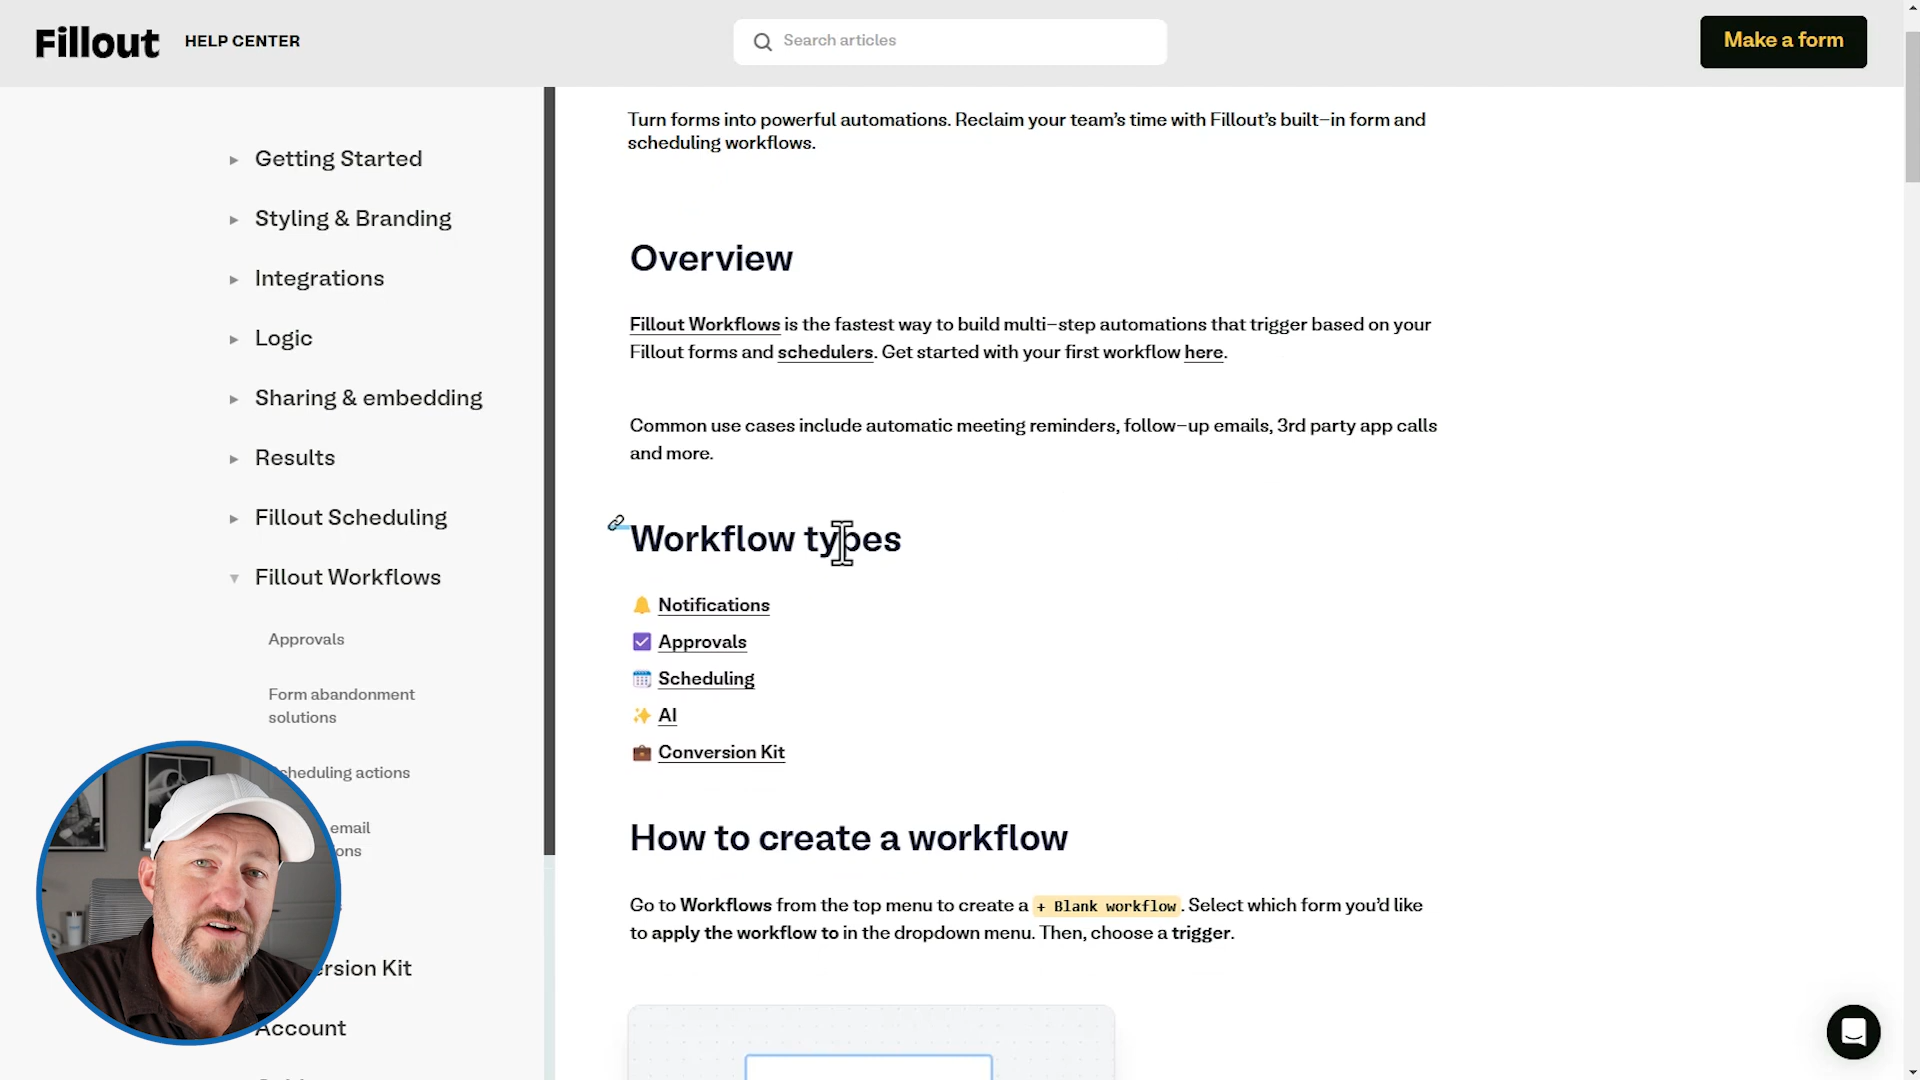 Fillout
HELP CENTER
Search articles
Make a form
Getting Started
Styling & Branding
Integrations
Logic
Sharing & embedding
Results
Fillout Scheduling
Fillout Workflows
Approvals
Form abandonment
solutions
scheduling actions
email
ons
ersion Kit
Account
Turn forms into powerful automations. Reclaim your team's time with Fillout's built-in form and
scheduling workflows.
Overview
Fillout Workflows is the fastest way to build multi-step automations that trigger based on your
Fillout forms and schedulers. Get started with your first workflow here.
Common use cases include automatic meeting reminders, follow-up emails, 3rd party app calls
and more.
Workflow types
Notifications
Approvals
Scheduling
AI
Conversion Kit
How to create a workflow
Go to Workflows from the top menu to create a + Blank workflow. Select which form you'd like
to apply the workflow to in the dropdown menu. Then, choose a trigger.